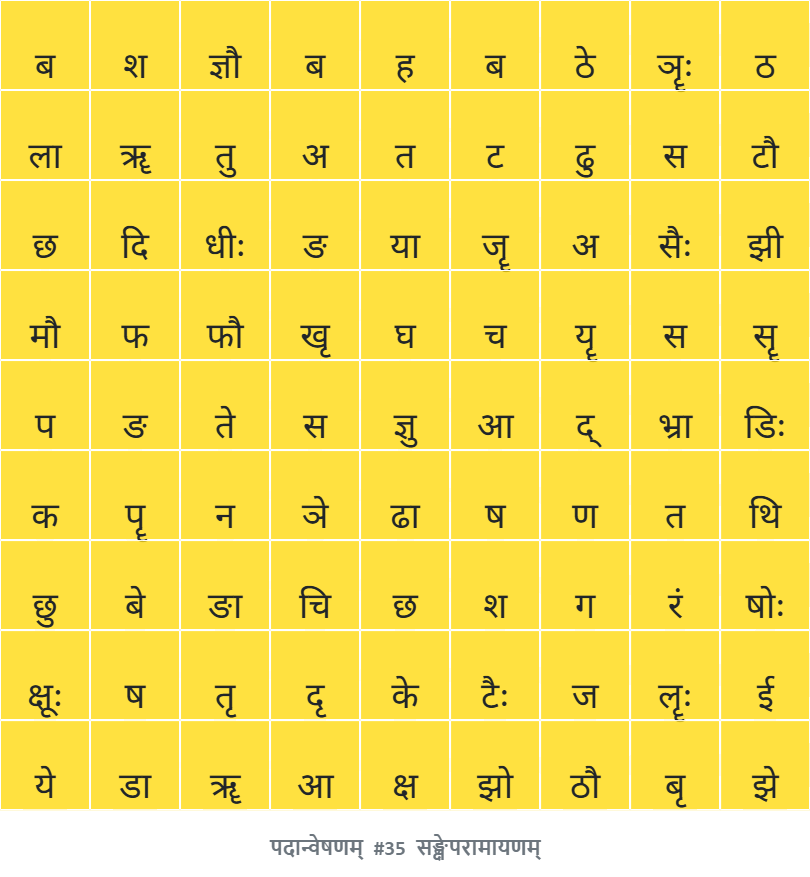 ब श ज्ञौ ब ह ब ठे ञॄः ठ
ला ॠ तु अ त ट ढु स टौ
छ दि धीः ङ या जॄ अ सैः झी
मौ फ फौ खृ घ च यॄ स सॄ
प ङ ते स ज्ञु आ द् भ्रा डिः
क पॄ न ञे ढा ष ण त थि
छु बे ङा चि छ श ग रं षोः
क्षूः ष तृ दृ के टैः ज लॄः ई
ये डा ॠ आ क्ष झो ठौ बृ झे
पदान्वेषणम् #35 सङ्क्षेपरामायणम्